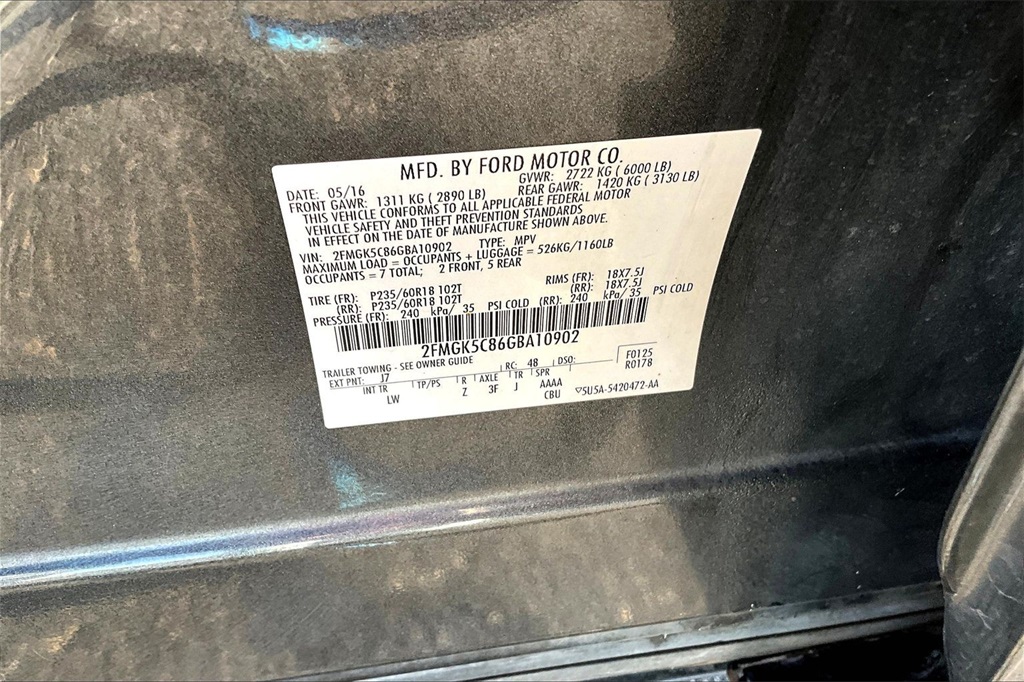 MFD. BY FORD MOTOR CO.
DATE: 05/16 GVWR: 2722 KG ( 6000 LB)
FRONT GAWR: 1311 KG ( 2890 LB) REAR GAWR: 1420 KG ( 3130 LB)
THIS VEHICLE CONFORMS TO ALL APPLICABLE FEDERAL MOTOR
VEHICLE SAFETY AND THEFT PREVENTION STANDARDS
IN EFFECT ON THE DATE OF MANUFACTURE SHOWN ABOVE.
VIN: 2FMGK5C86GBA10902 TYPE: MPV
MAXIMUM LOAD = OCCUPANTS + LUGGAGE = 526KG/1160LB
OCCUPANTS = 7 TOTAL; 2 FRONT, 5 REAR
TIRE (FR): P235/60R18 102T RIMS (FR): 18X7.5J
(RR): P235/60R18 102T (RR): 18X7.5J
PRESSURE (FR): 240 kPa/ 35 PSI COLD (RR): 240 kPa/ 35 PSI COLD
2FMGK5C86GBA10902
TRAILER TOWING - SEE OWNER GUIDE
EXT PNT: J7 RC: 48 DSO: F0125
INT TR TP/PS R AXLE TR SPR R0178
LW Z 3F J AAAA
CBU 5U5A-5420472-AA